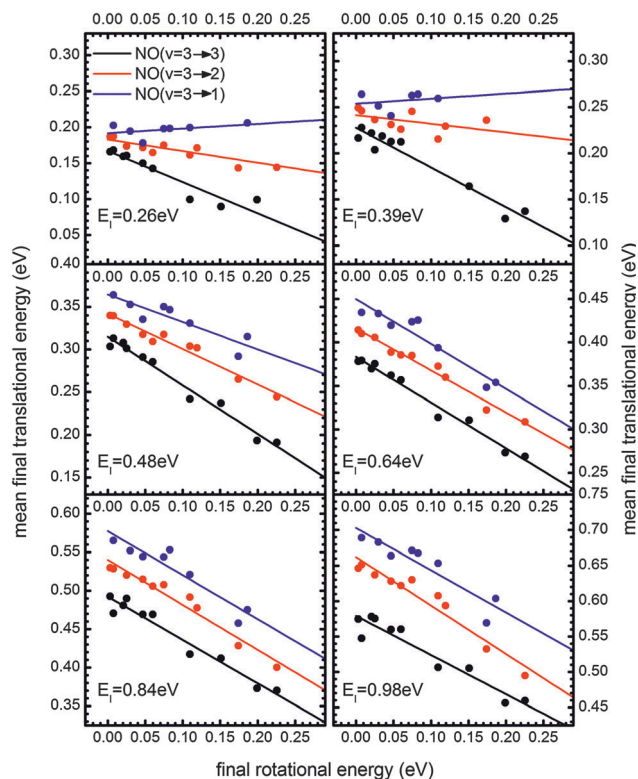 0.00 0.05 0.10 0.15 0.20 0.25
0.00 0.05 0.10 0.15 0.20 0.25
0.30
0.25
0.20
0.15
0.10
0.05
0.40
NO(v=3→3)
NO(v=3→2)
NO(v=3→1)
E_I=0.26eV
0.30
0.25
0.20
0.15
0.10
E_I=0.39eV
0.35
0.30
0.25
0.20
0.15
E_I=0.48eV
0.45
0.40
0.35
0.30
0.25
0.75
E_I=0.64eV
0.60
0.55
0.50
0.45
0.40
0.35
E_I=0.84eV
0.70
0.65
0.60
0.55
0.50
0.45
E_I=0.98eV
0.00 0.05 0.10 0.15 0.20 0.25
0.00 0.05 0.10 0.15 0.20 0.25
final rotational energy (eV)
mean final translational energy (eV)
mean final translational energy (eV)